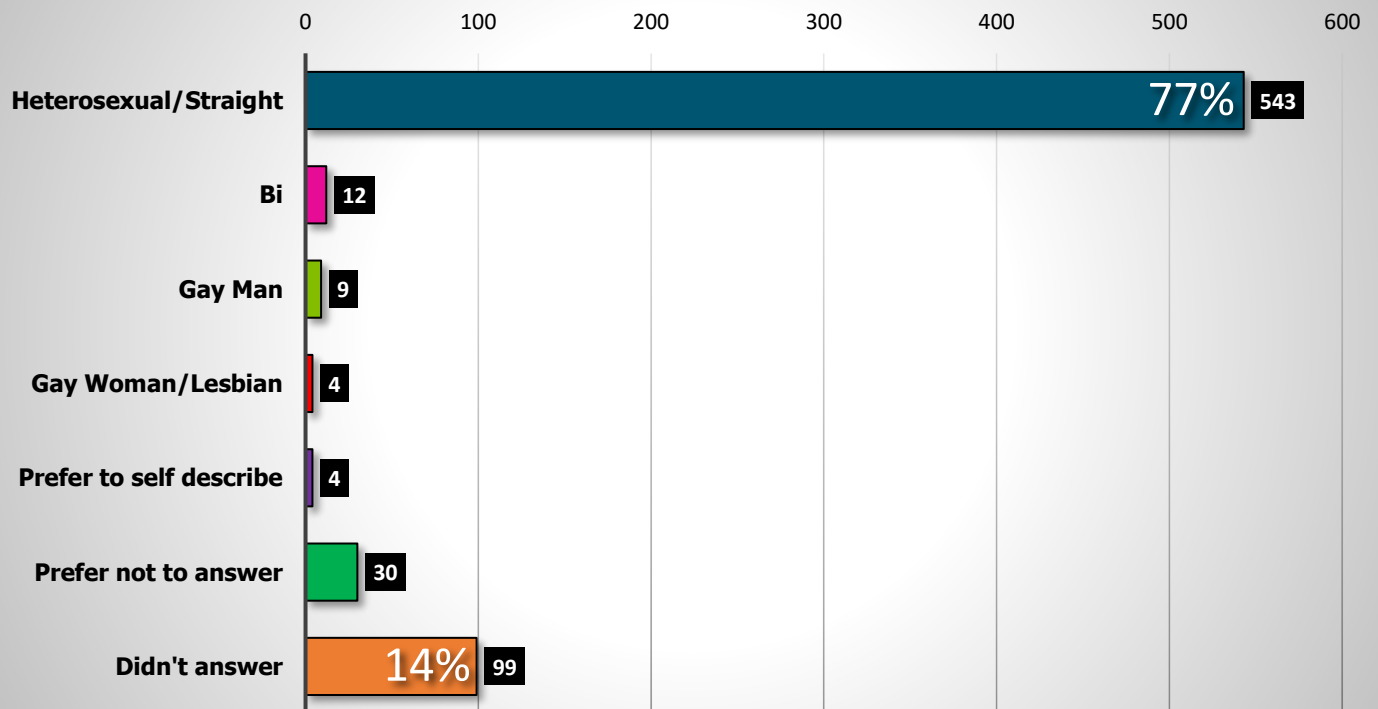 0 100 200 300 400 500 600
Heterosexual/Straight 77% 543
Bi 12
Gay Man 9
Gay Woman/Lesbian 4
Prefer to self describe 4
Prefer not to answer 30
Didn't answer 14% 99